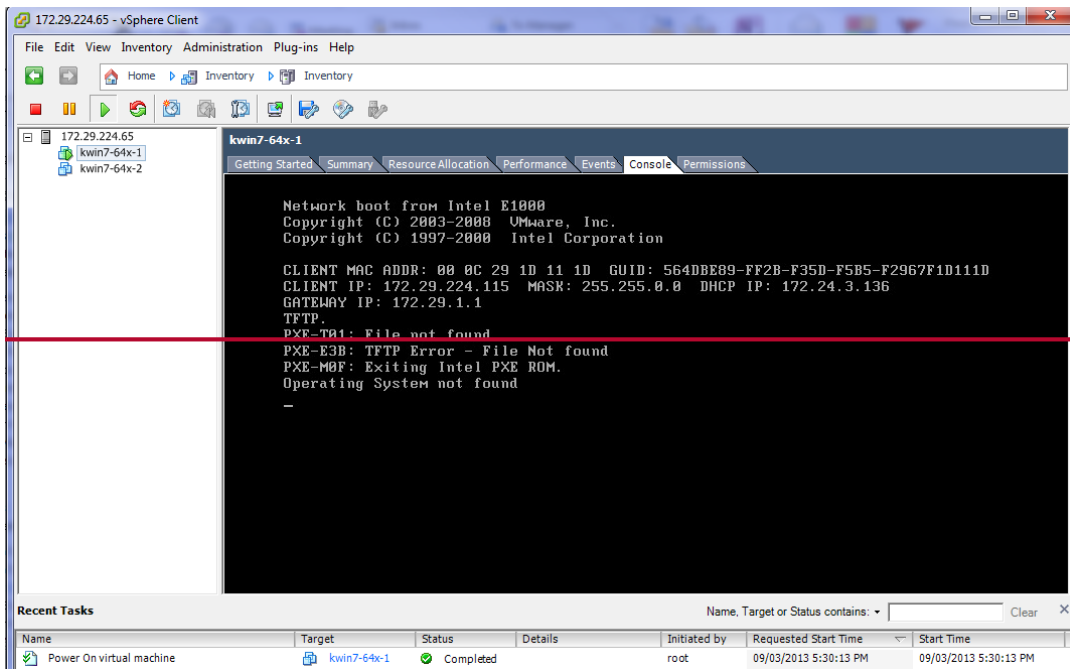 172.29.224.65 - vSphere Client
File Edit View Inventory Administration Plug-ins Help
Home Inventory Inventory
172.29.224.65
kwin7-64x-1
kwin7-64x-2
kwin7-64x-1
Getting Started Summary Resource Allocation Performance Events Console Permissions
Network boot from Intel E1000
Copyright (C) 2003-2008 VMware, Inc.
Copyright (C) 1997-2000 Intel Corporation
CLIENT MAC ADDR: 00 0C 29 1D 11 1D GUID: 564DBE89-FF2B-F35D-F5B5-F2967F1D111D
CLIENT IP: 172.29.224.115 MASK: 255.255.0.0 DHCP IP: 172.24.3.136
GATEWAY IP: 172.29.1.1
TFTP.
PXE-T01: File not found
PXE-E3B: TFTP Error - File Not found
PXE-M0F: Exiting Intel PXE ROM.
Operating System not found
_
Recent Tasks Name, Target or Status contains: Clear
Name Target Status Details Initiated by Requested Start Time Start Time
Power On virtual machine kwin7-64x-1 Completed root 09/03/2013 5:30:13 PM 09/03/2013 5:30:13 PM